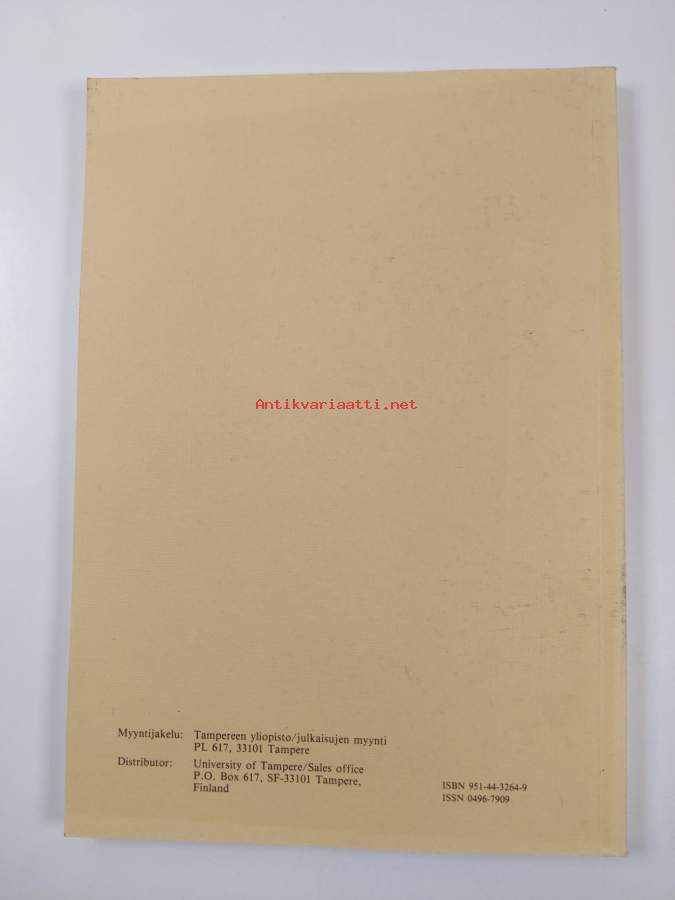 Antikvariaatti.net
Myyntijakelu: Tampereen yliopisto/julkaisujen myynti
PL 617, 33101 Tampere
Distributor: University of Tampere/Sales office
P.O. Box 617, SF-33101 Tampere,
Finland
ISBN 951-44-3264-9
ISSN 0496-7909